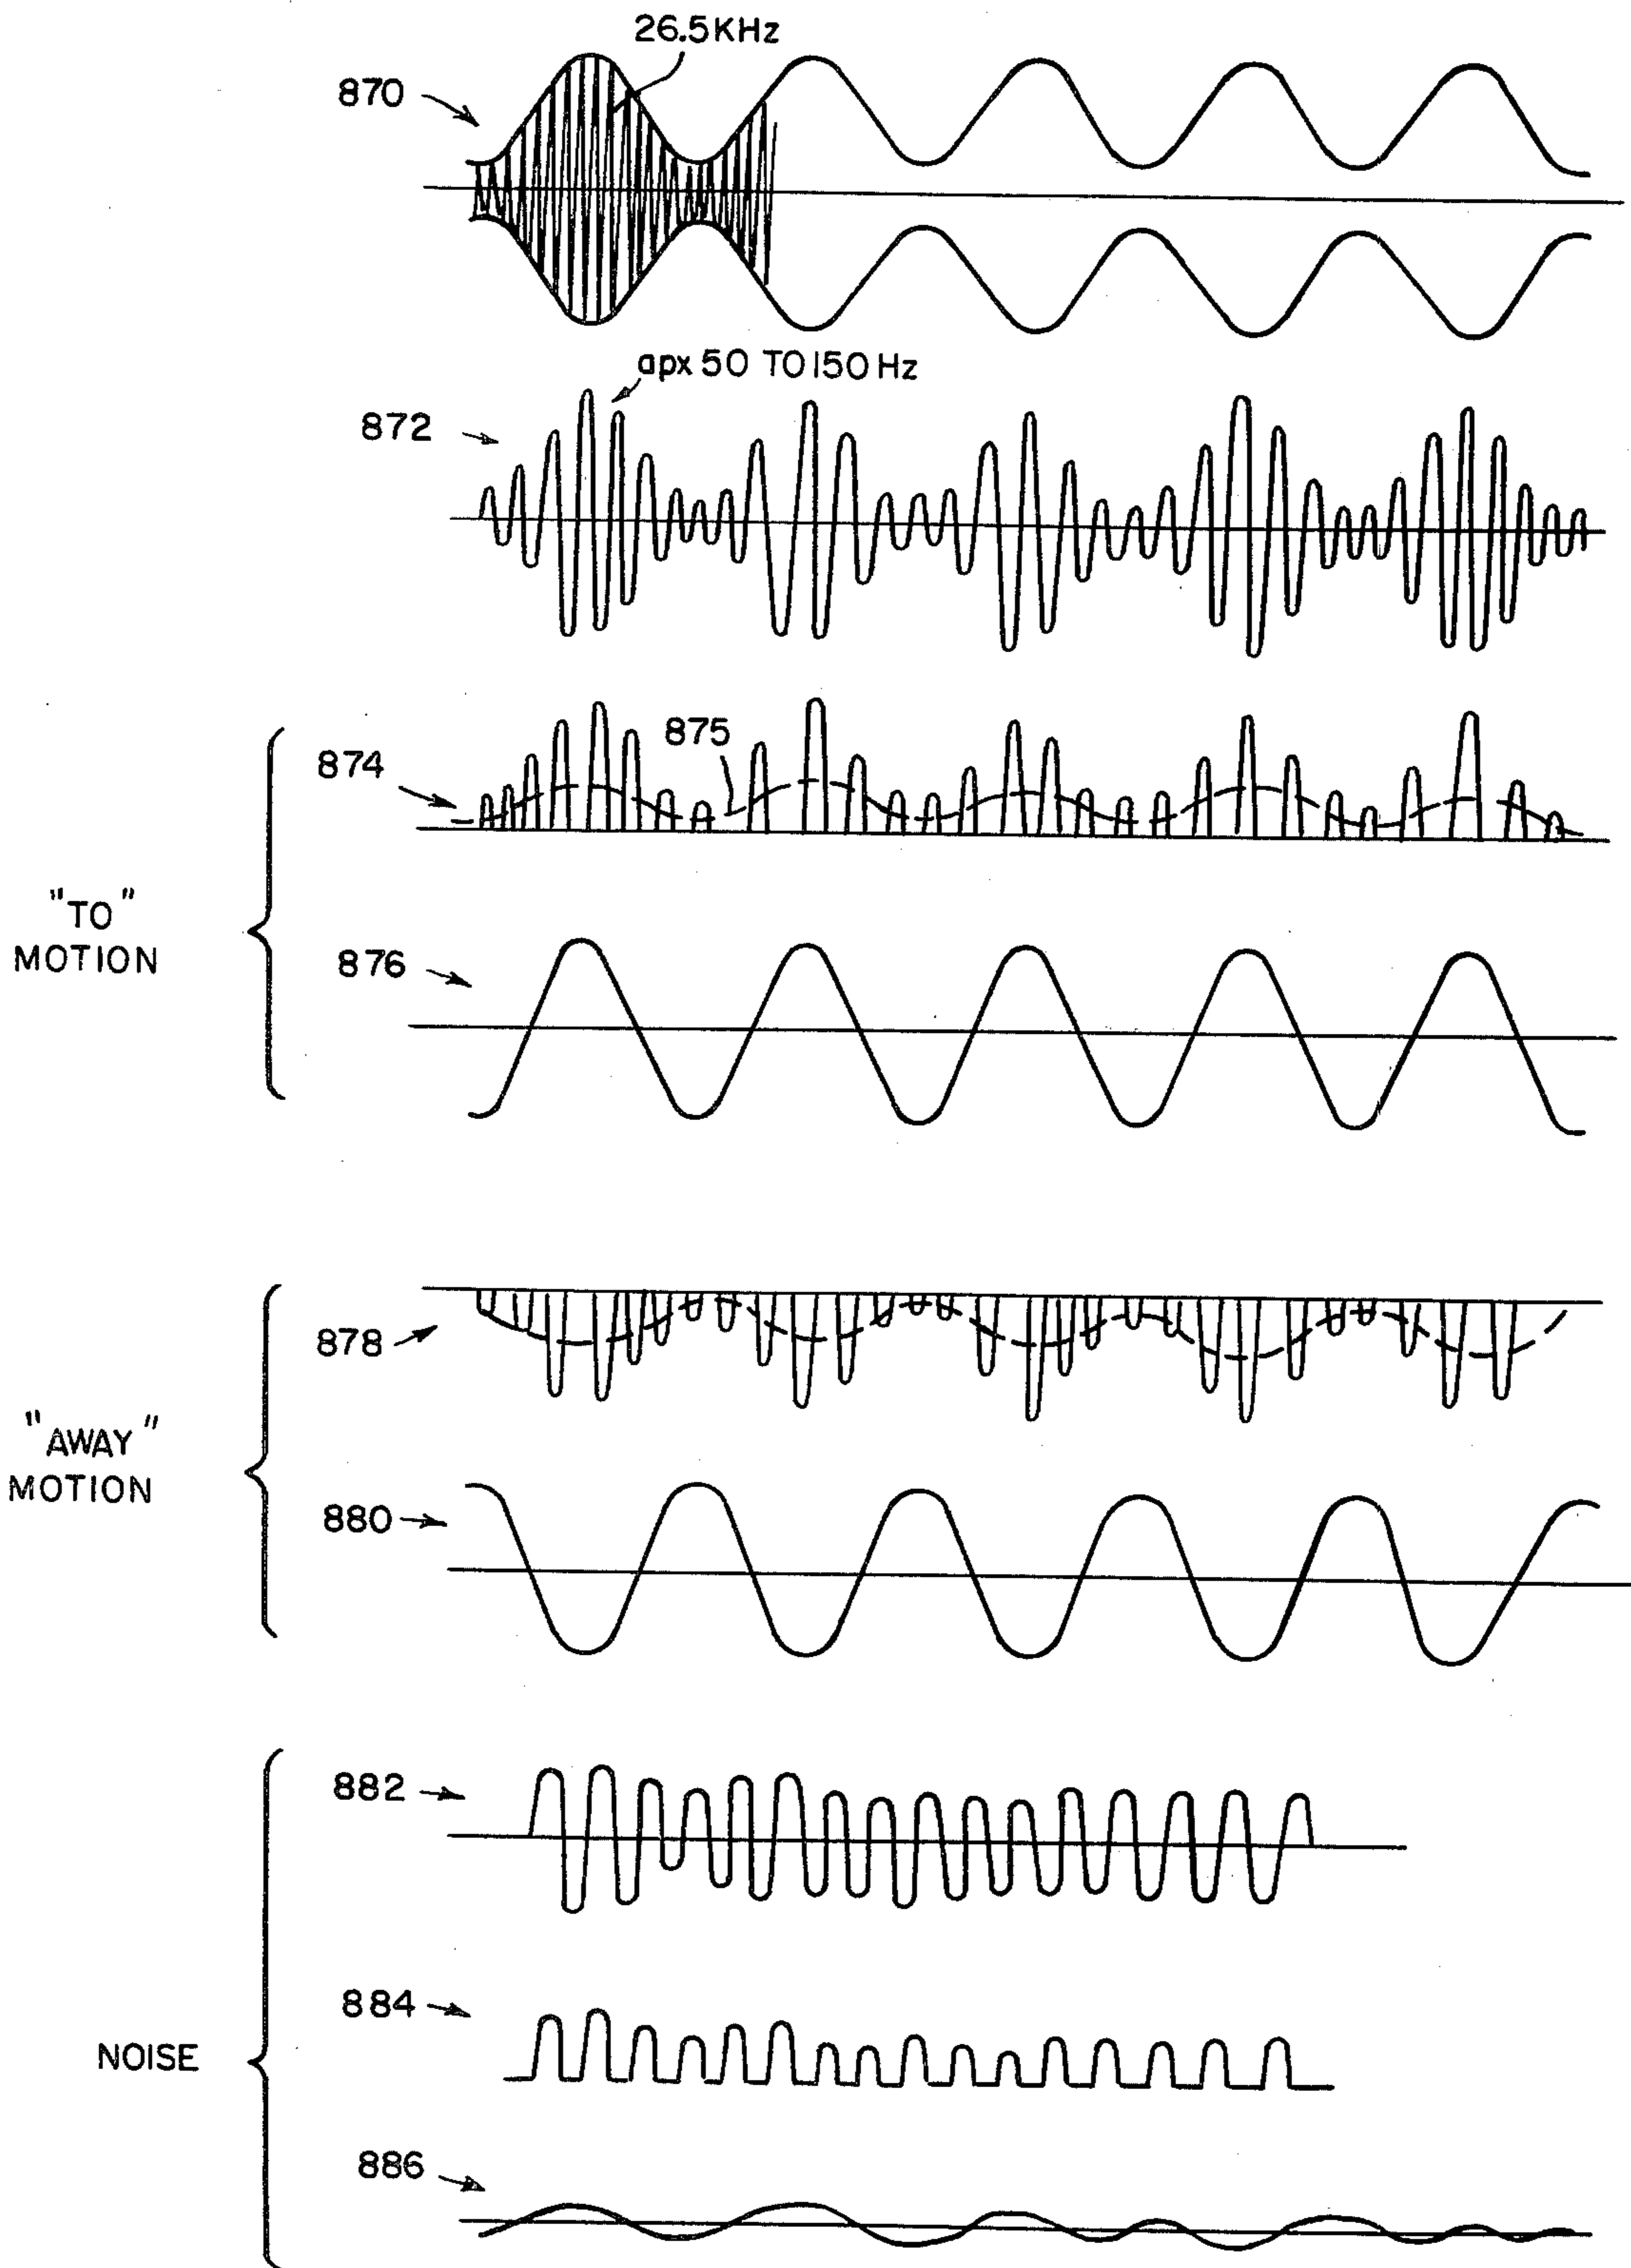 26.5KHz
870
apx 50 TO 150 Hz
872
875
874
"TO"
MOTION
876
878
"AWAY"
MOTION
880
882
884
NOISE
886